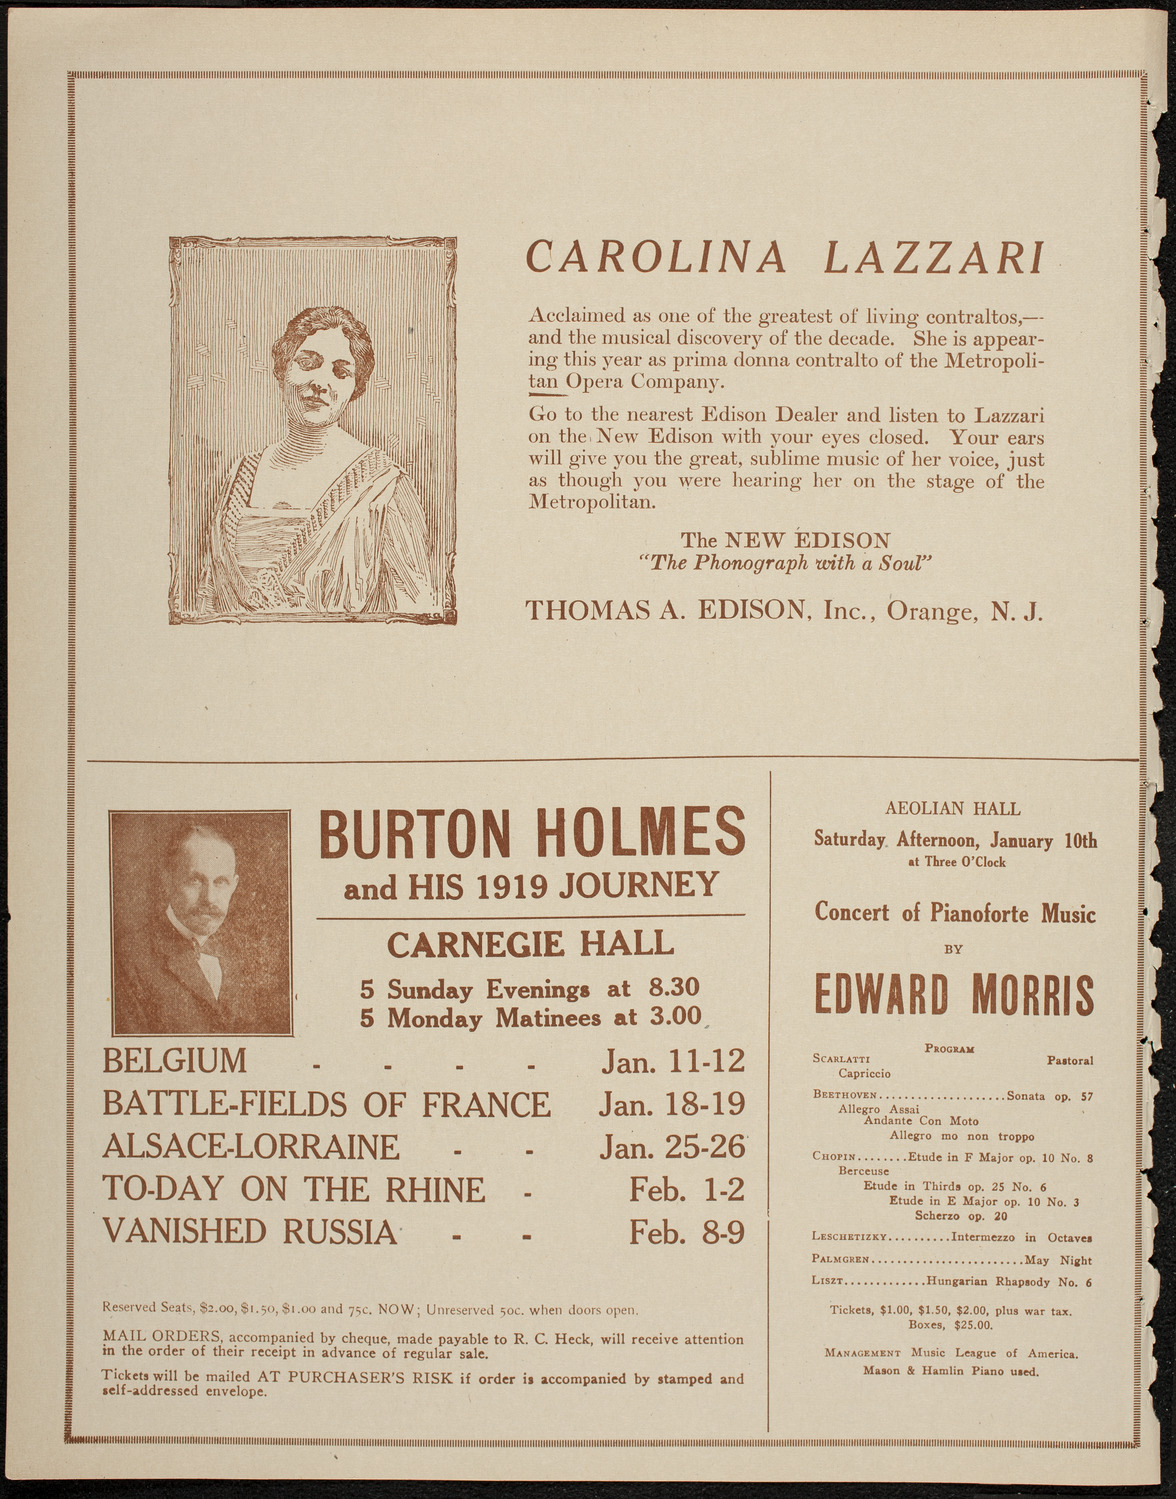 CAROLINA LAZZARI
Acclaimed as one of the greatest of living contraltos,—
and the musical discovery of the decade. She is appear-
ing this year as prima donna contralto of the Metropoli-
tan Opera Company.
Go to the nearest Edison Dealer and listen to Lazzari
on the New Edison with your eyes closed. Your ears
will give you the great, sublime music of her voice, just
as though you were hearing her on the stage of the
Metropolitan.
The NEW EDISON
"The Phonograph with a Soul"
THOMAS A. EDISON, Inc., Orange, N. J.
BURTON HOLMES
and HIS 1919 JOURNEY
CARNEGIE HALL
5 Sunday Evenings at 8.30
5 Monday Matinees at 3.00
BELGIUM - - - - Jan. 11-12
BATTLE-FIELDS OF FRANCE Jan. 18-19
ALSACE-LORRAINE - - Jan. 25-26
TO-DAY ON THE RHINE - Feb. 1-2
VANISHED RUSSIA - - Feb. 8-9
Reserved Seats, $2.00, $1.50, $1.00 and 75c. NOW; Unreserved 50c. when doors open.
MAIL ORDERS, accompanied by cheque, made payable to R. C. Heck, will receive attention
in the order of their receipt in advance of regular sale.
Tickets will be mailed AT PURCHASER'S RISK if order is accompanied by stamped and
self-addressed envelope.
AEOLIAN HALL
Saturday Afternoon, January 10th
at Three O'Clock
Concert of Pianoforte Music
BY
EDWARD MORRIS
PROGRAM
SCARLATTI Pastoral
Capriccio
BEETHOVEN...................Sonata op. 57
Allegro Assai
Andante Con Moto
Allegro mo non troppo
CHOPIN........Etude in F Major op. 10 No. 8
Berceuse
Etude in Thirds op. 25 No. 6
Etude in E Major op. 10 No. 3
Scherzo op. 20
LESCHETIZKY..........Intermezzo in Octaves
PALMGREN.......................May Night
LISZT.............Hungarian Rhapsody No. 6
Tickets, $1.00, $1.50, $2.00, plus war tax.
Boxes, $25.00.
MANAGEMENT Music League of America.
Mason & Hamlin Piano used.